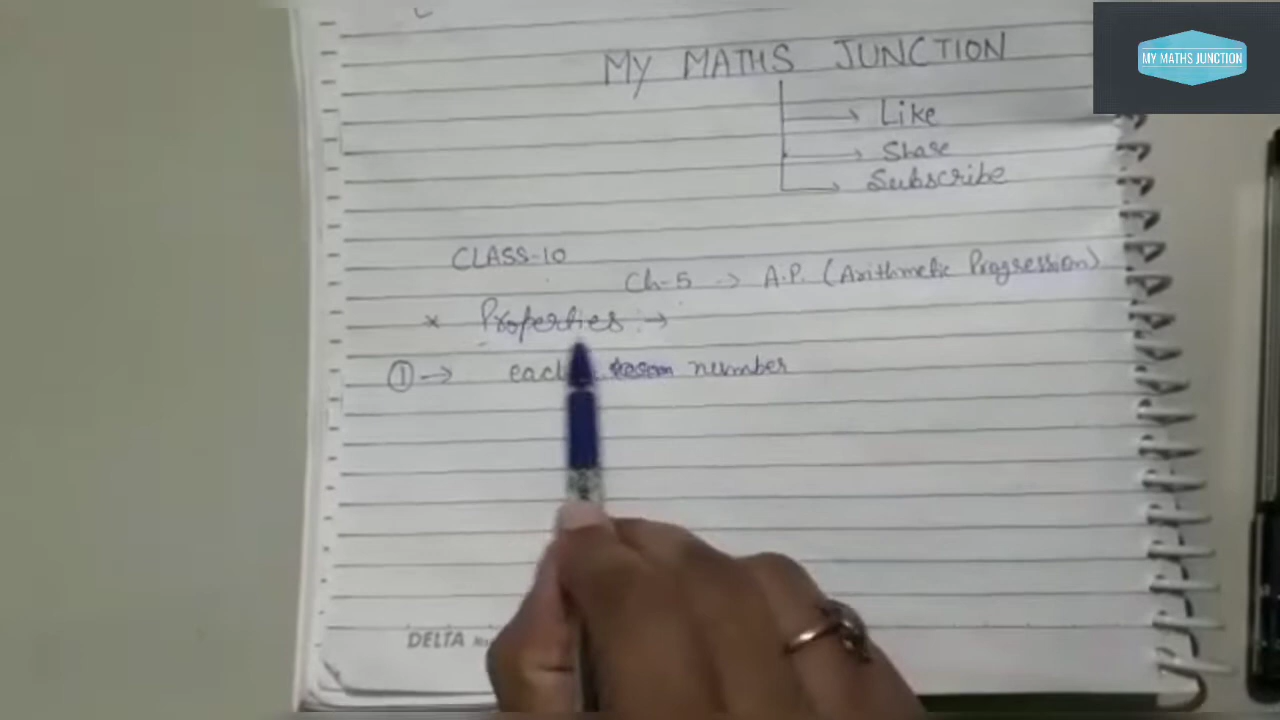 MY MATHS JUNCTION
MY MATHS JUNCTION
Like
Share
Subscribe
CLASS-10
Ch-5 → A.P. (Arithmetic Progression)
* Properties :→
① → each number
DELTA